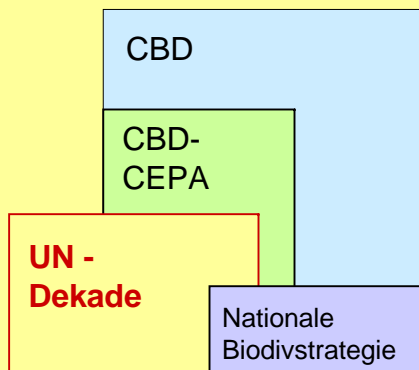 CBD
CBD-
CEPA
UN -
Dekade
Nationale
Biodivstrategie